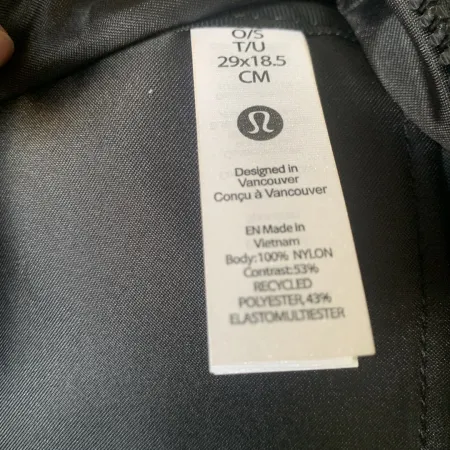 O/S
T/U
29x18.5
CM
Designed in
Vancouver
Conçu à Vancouver
EN Made In
Vietnam
Body:100% NYLON
Contrast:53%
RECYCLED
POLYESTER,43%
ELASTOMULTIESTER